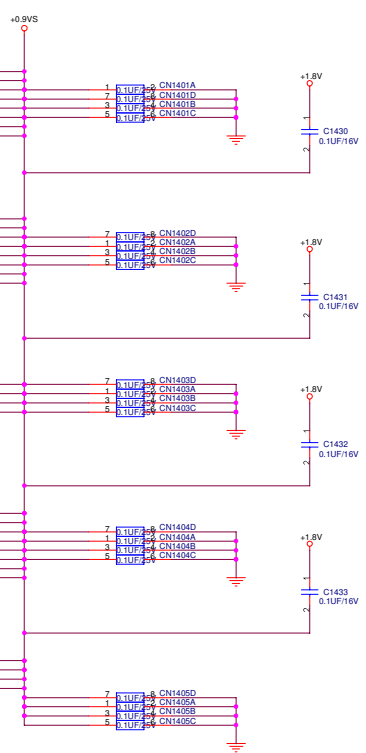 +0.9VS
+1.8V
1 0.1UF/25V 2 CN1401A
7 0.1UF/25V 8 CN1401D
3 0.1UF/25V 4 CN1401B
5 0.1UF/25V 6 CN1401C
1
C1430
0.1UF/16V
2
7 0.1UF/25V 8 CN1402D
1 0.1UF/25V 2 CN1402A
3 0.1UF/25V 4 CN1402B
5 0.1UF/25V 6 CN1402C
+1.8V
1
C1431
0.1UF/16V
2
7 0.1UF/25V 8 CN1403D
1 0.1UF/25V 2 CN1403A
3 0.1UF/25V 4 CN1403B
5 0.1UF/25V 6 CN1403C
+1.8V
1
C1432
0.1UF/16V
2
7 0.1UF/25V 8 CN1404D
1 0.1UF/25V 2 CN1404A
3 0.1UF/25V 4 CN1404B
5 0.1UF/25V 6 CN1404C
+1.8V
1
C1433
0.1UF/16V
2
7 0.1UF/25V 8 CN1405D
1 0.1UF/25V 2 CN1405A
3 0.1UF/25V 4 CN1405B
5 0.1UF/25V 6 CN1405C